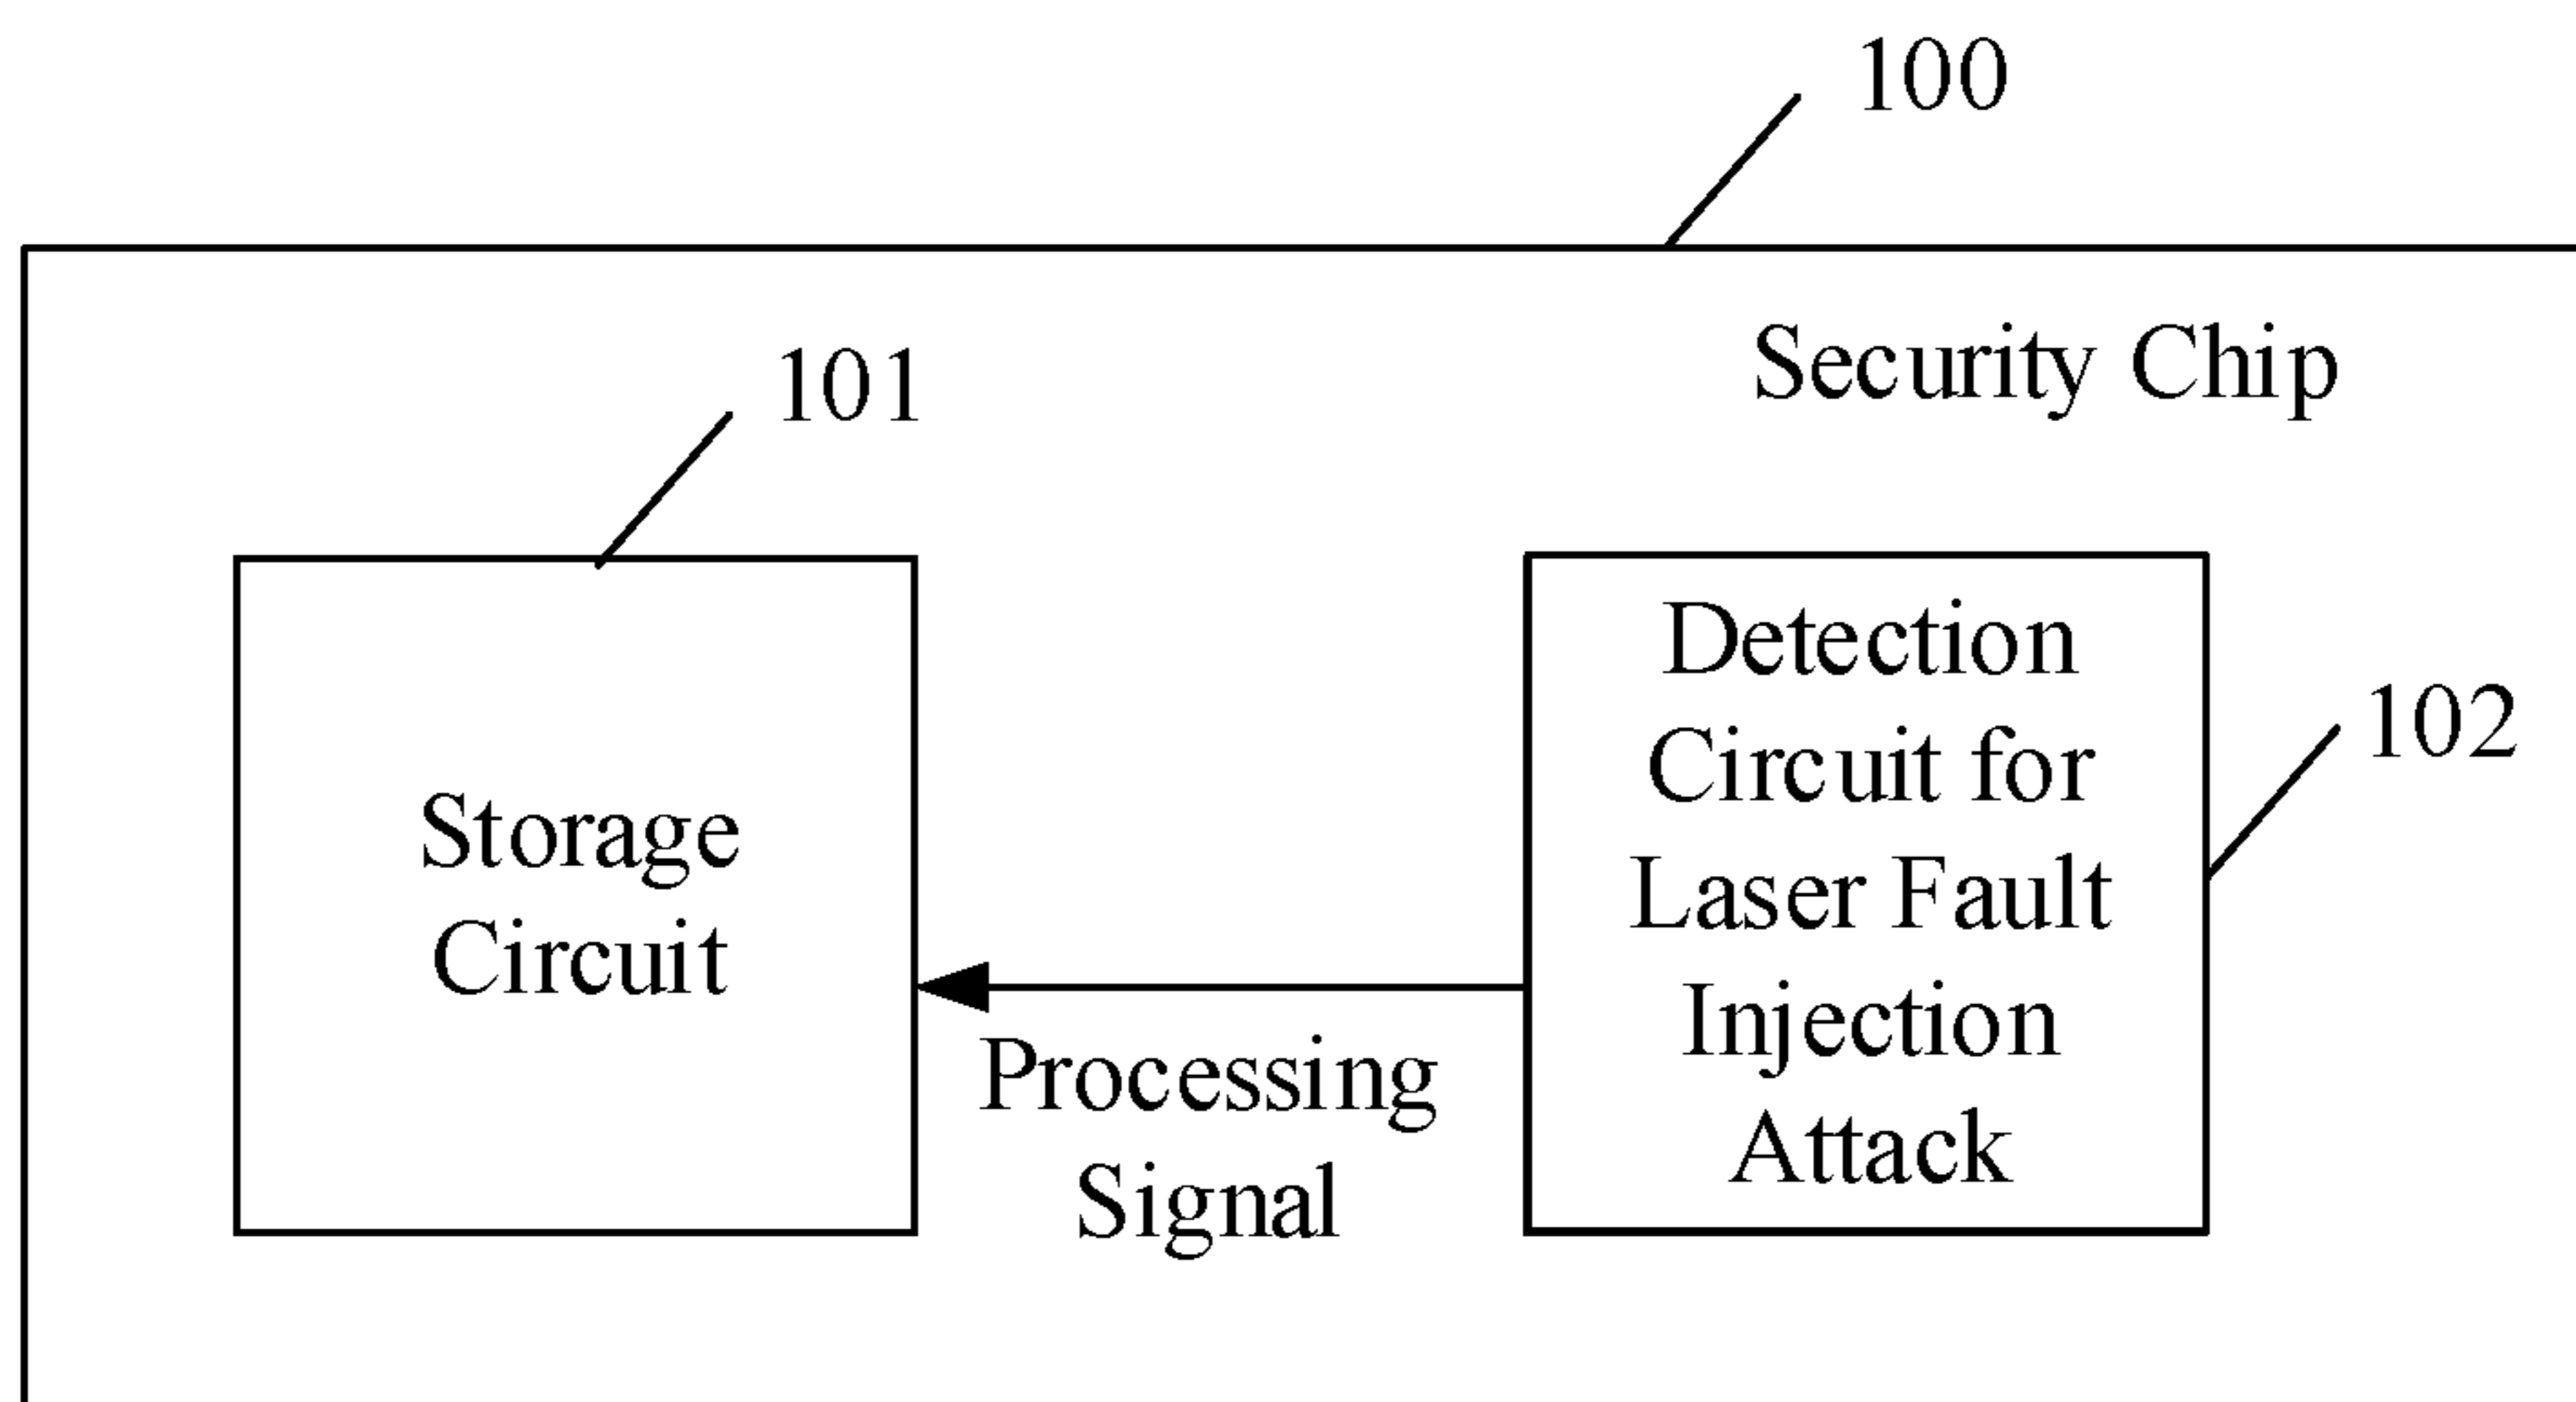 100
Security Chip
101
Storage
Circuit
Detection
Circuit for
Laser Fault
Injection
Attack
102
Processing
Signal